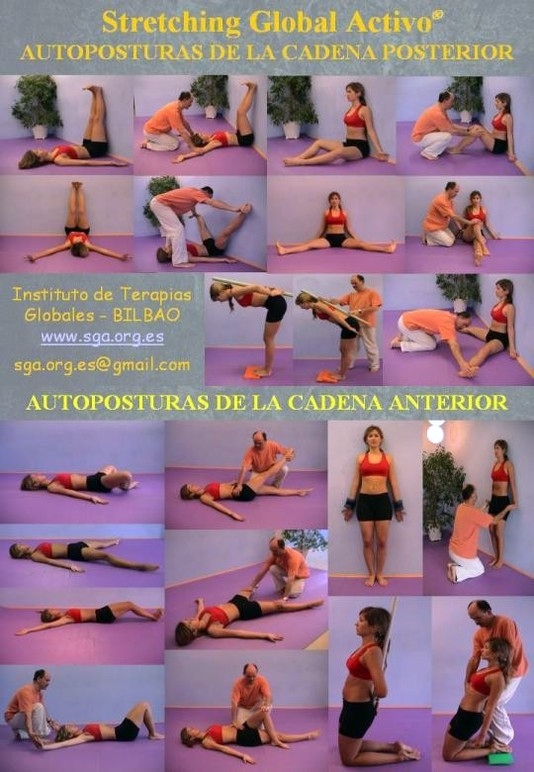 Stretching Global Activo®
AUTOPOSTURAS DE LA CADENA POSTERIOR
Instituto de Terapias
Globales - BILBAO
www.sga.org.es
sga.org.es@gmail.com
AUTOPOSTURAS DE LA CADENA ANTERIOR